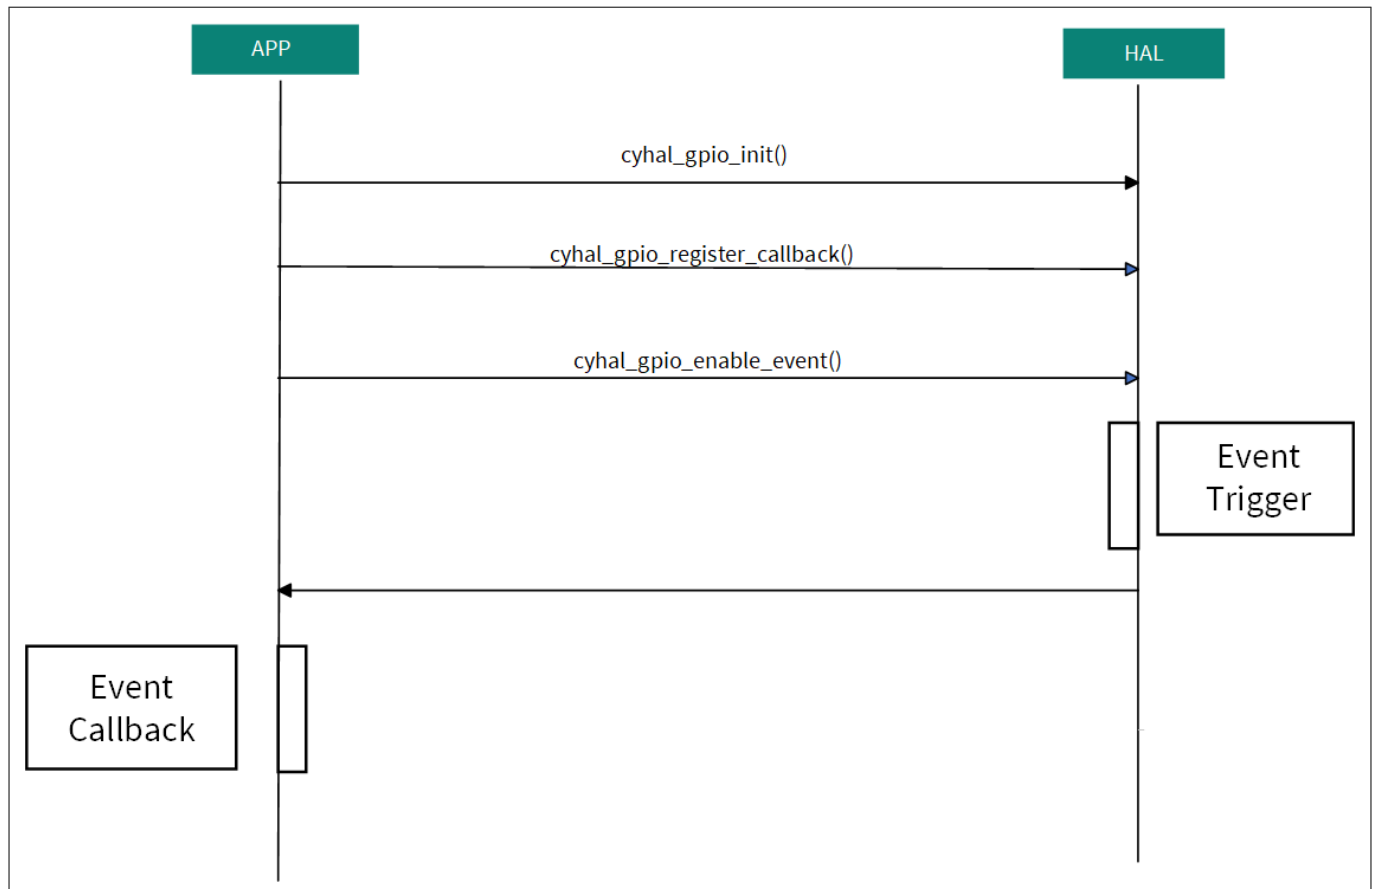 APP
HAL
cyhal_gpio_init()
cyhal_gpio_register_callback()
cyhal_gpio_enable_event()
Event
Trigger
Event
Callback